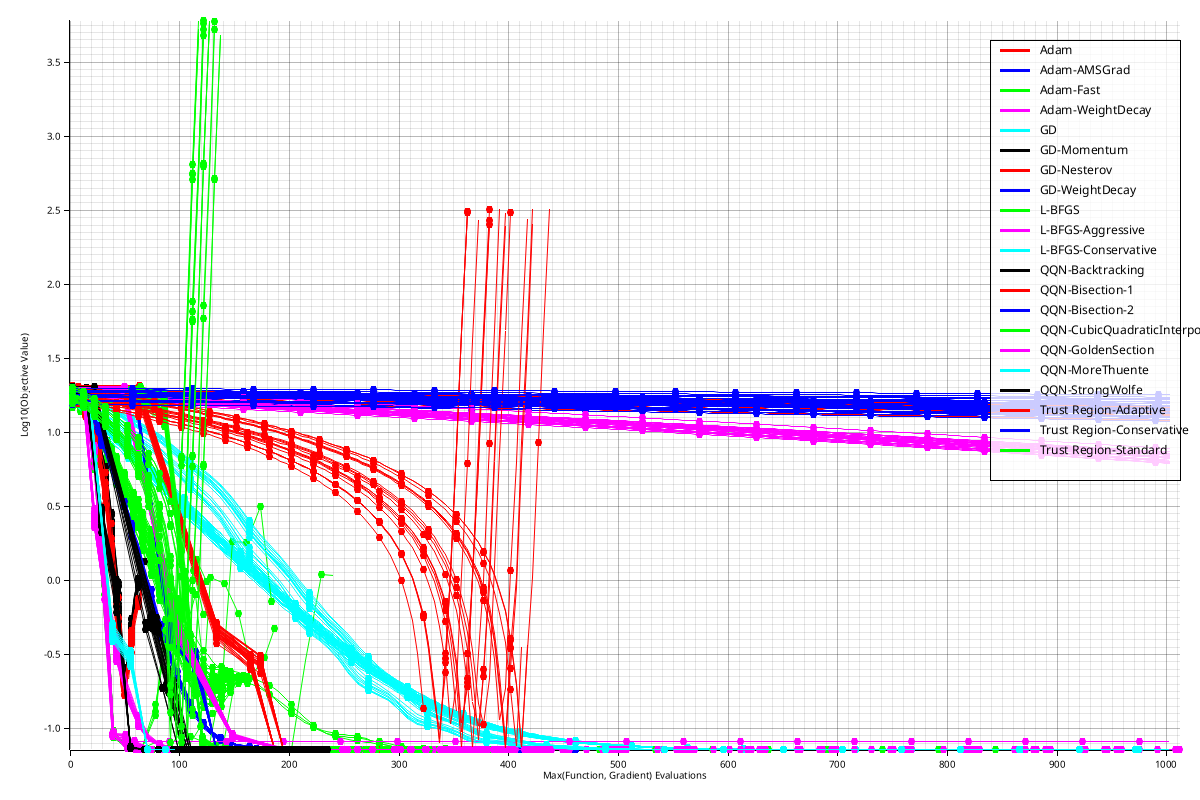 3.5
3.0
2.5
2.0
1.5
1.0
0.5
0.0
-0.5
-1.0
Log10(Objective Value)
0
100
200
300
400
500
600
700
800
900
1000
Max(Function, Gradient) Evaluations
Adam
Adam-AMSGrad
Adam-Fast
Adam-WeightDecay
GD
GD-Momentum
GD-Nesterov
GD-WeightDecay
L-BFGS
L-BFGS-Aggressive
L-BFGS-Conservative
QQN-Backtracking
QQN-Bisection-1
QQN-Bisection-2
QQN-CubicQuadraticInterpo
QQN-GoldenSection
QQN-MoreThuente
QQN-StrongWolfe
Trust Region-Adaptive
Trust Region-Conservative
Trust Region-Standard